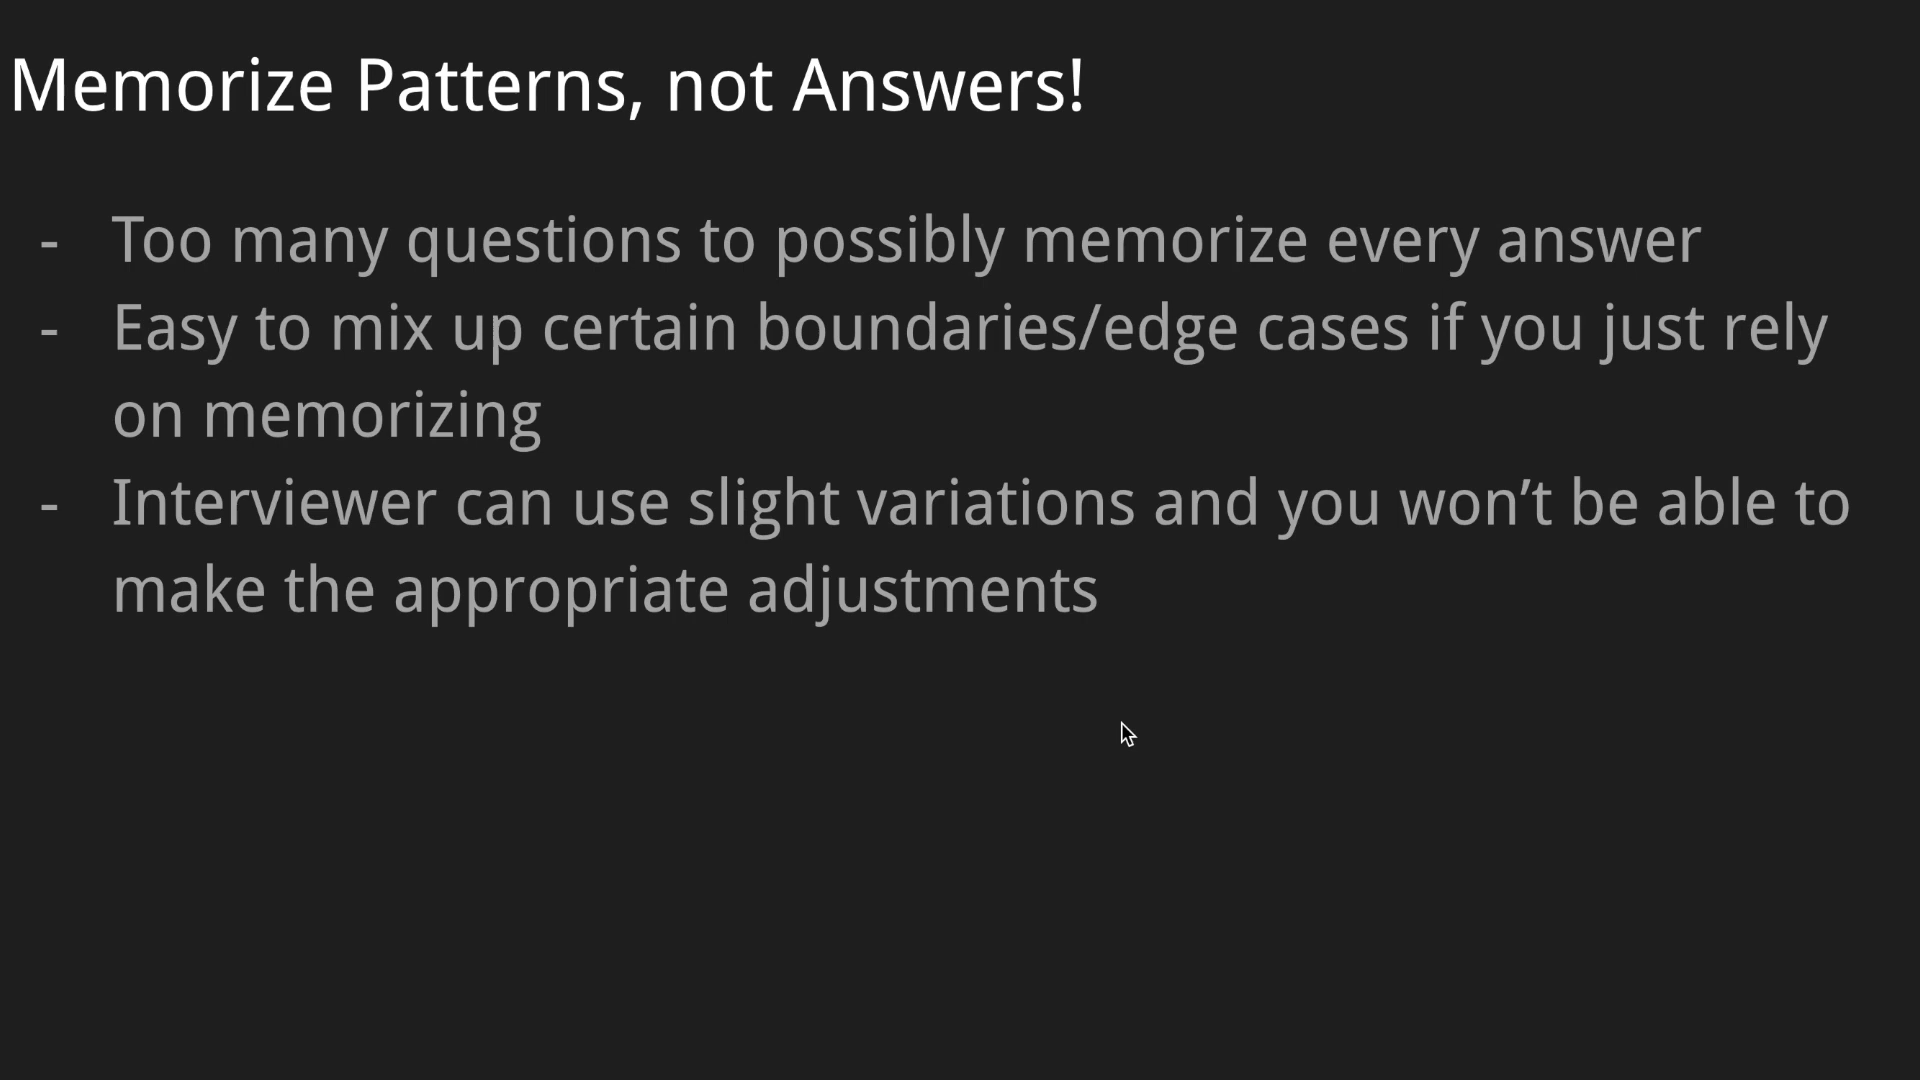 Memorize Patterns, not Answers!
- Too many questions to possibly memorize every answer
- Easy to mix up certain boundaries/edge cases if you just rely
on memorizing
- Interviewer can use slight variations and you won’t be able to
make the appropriate adjustments